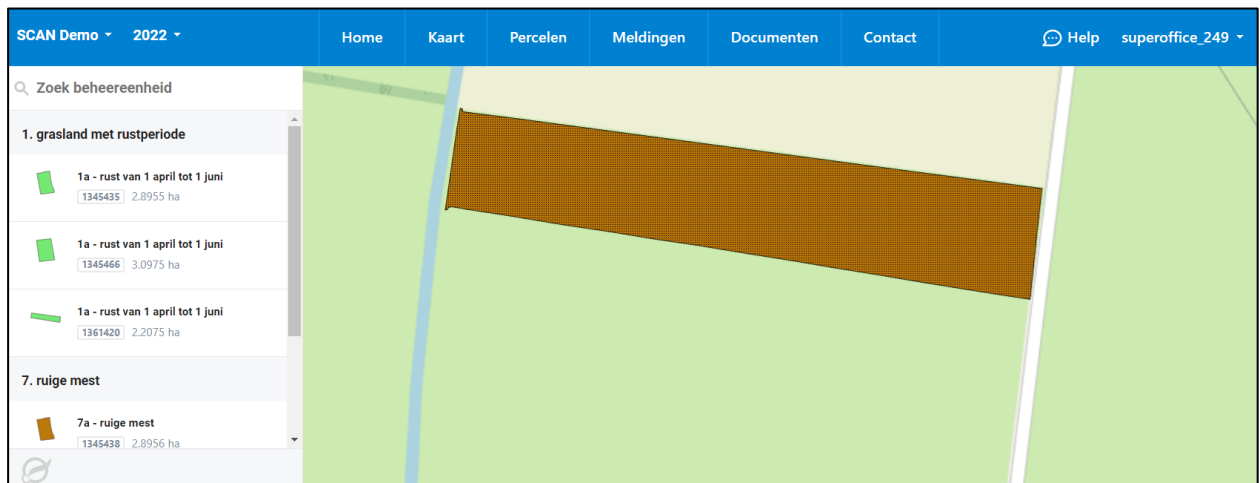 SCAN Demo 2022 Home Kaart Percelen Meldingen Documenten Contact Help superoffice_249
Zoek beheereenheid
1. grasland met rustperiode
1a - rust van 1 april tot 1 juni
1345435 2.8955 ha
1a - rust van 1 april tot 1 juni
1345466 3.0975 ha
1a - rust van 1 april tot 1 juni
1361420 2.2075 ha
7. ruige mest
7a - ruige mest
1345438 2.8956 ha